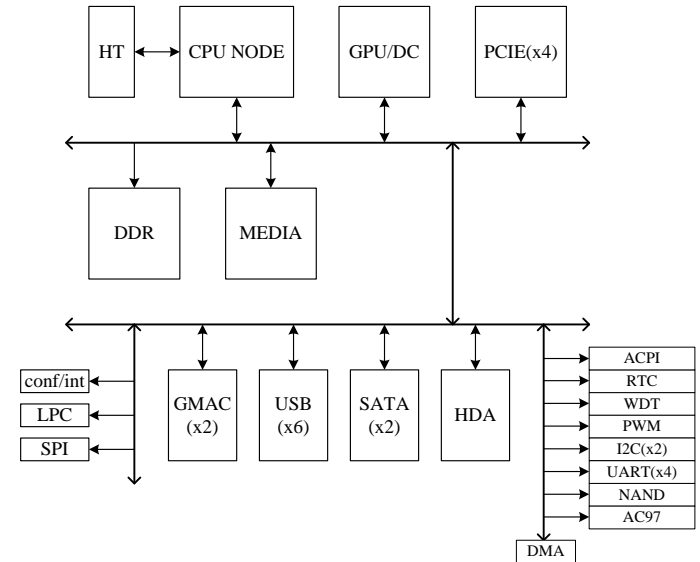 HT
CPU NODE
GPU/DC
PCIE(x4)
DDR
MEDIA
conf/int
LPC
SPI
GMAC
(x2)
USB
(x6)
SATA
(x2)
HDA
ACPI
RTC
WDT
PWM
I2C(x2)
UART(x4)
NAND
AC97
DMA